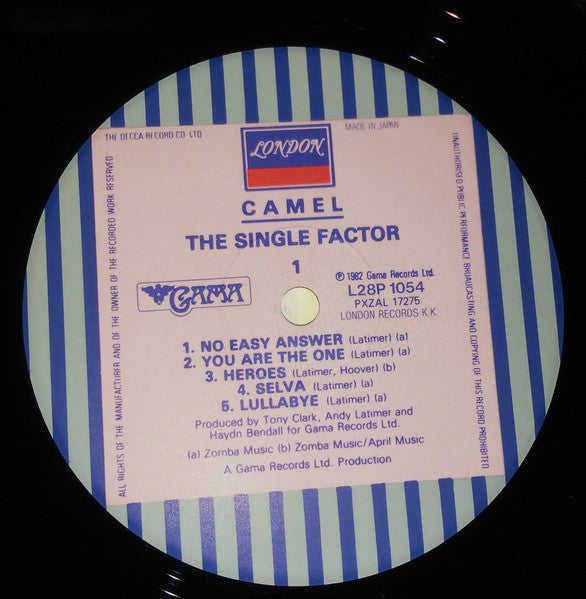 THE DECCA RECORD CO LTD
MADE IN JAPAN
LONDON
CAMEL
THE SINGLE FACTOR
1
GAMA
℗ 1982 Gama Records Ltd.
L28P 1054
PXZAL 17275
LONDON RECORDS K.K.
1. NO EASY ANSWER (Latimer) (a)
2. YOU ARE THE ONE (Latimer) (a)
3. HEROES (Latimer, Hoover) (b)
4. SELVA (Latimer) (a)
5. LULLABYE (Latimer) (a)
Produced by Tony Clark, Andy Latimer and
Haydn Bendall for Gama Records Ltd.
(a) Zomba Music (b) Zomba Music/April Music
A Gama Records Ltd. Production
ALL RIGHTS OF THE MANUFACTURER AND OF THE OWNER OF THE RECORDED WORK RESERVED
UNAUTHORISED PUBLIC PERFORMANCE BROADCASTING AND COPYING OF THIS RECORD PROHIBITED